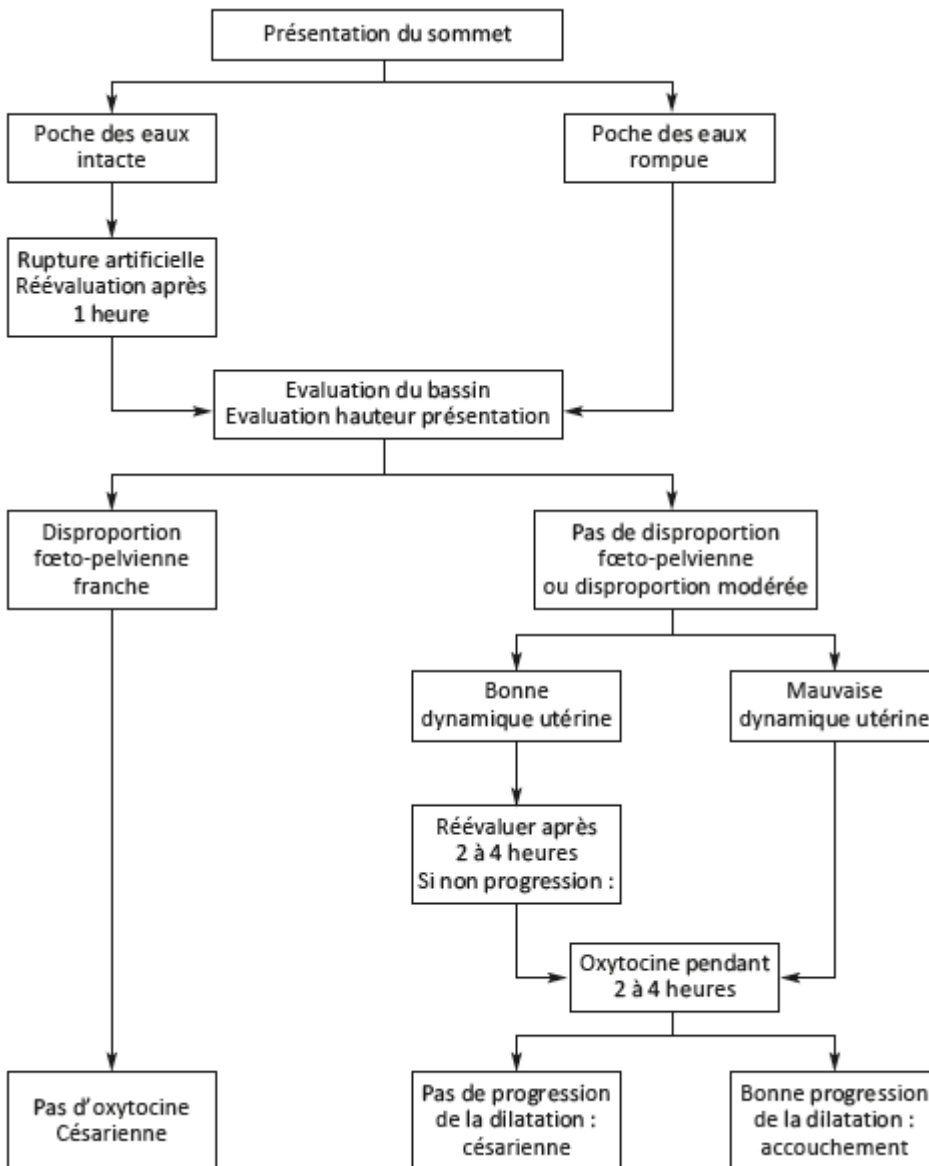 Présentation du sommet
Poche des eaux
intacte
Poche des eaux
rompue
Rupture artificielle
Réévaluation après
1 heure
Evaluation du bassin
Evaluation hauteur présentation
Disproportion
fœto-pelvienne
franche
Pas de disproportion
fœto-pelvienne
ou disproportion modérée
Bonne
dynamique utérine
Mauvaise
dynamique utérine
Réévaluer après
2 à 4 heures
Si non progression :
Oxytocine pendant
2 à 4 heures
Pas d'oxytocine
Césarienne
Pas de progression
de la dilatation :
césarienne
Bonne progression
de la dilatation :
accouchement